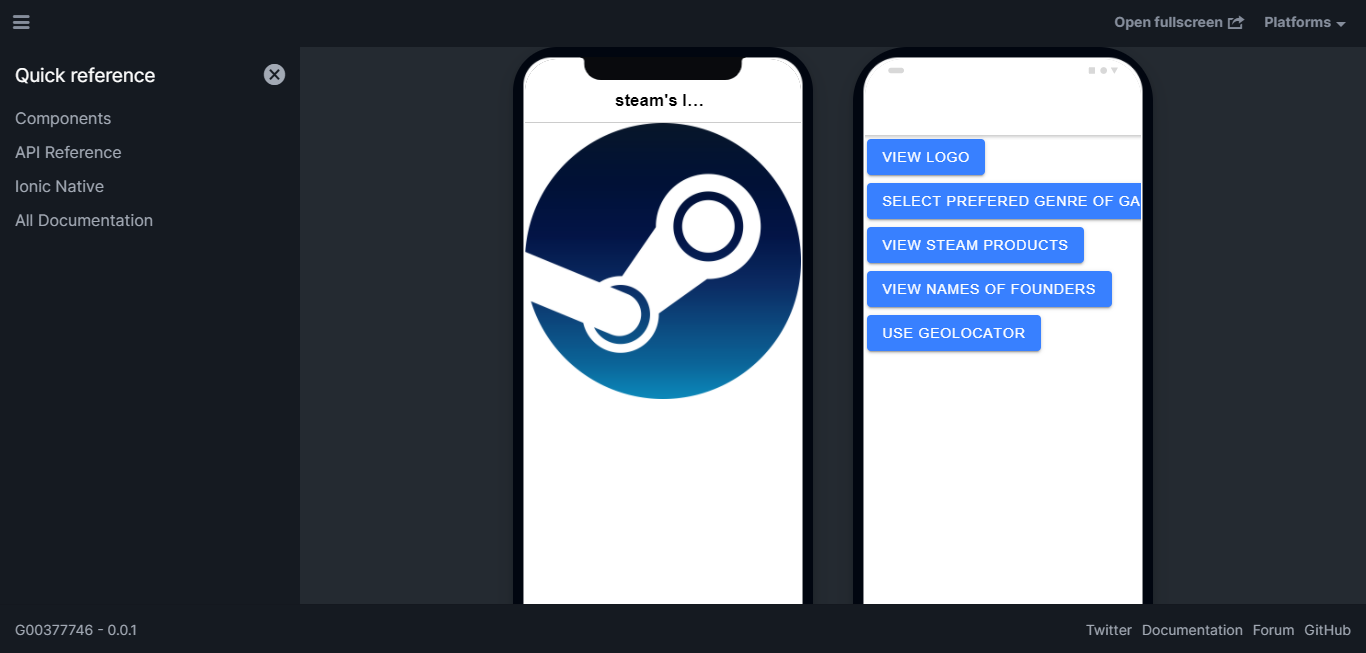 Open fullscreen Platforms
Quick reference
Components
API Reference
Ionic Native
All Documentation
steam's l...
VIEW LOGO
SELECT PREFERED GENRE OF GA
VIEW STEAM PRODUCTS
VIEW NAMES OF FOUNDERS
USE GEOLOCATOR
G00377746 - 0.0.1
Twitter Documentation Forum GitHub